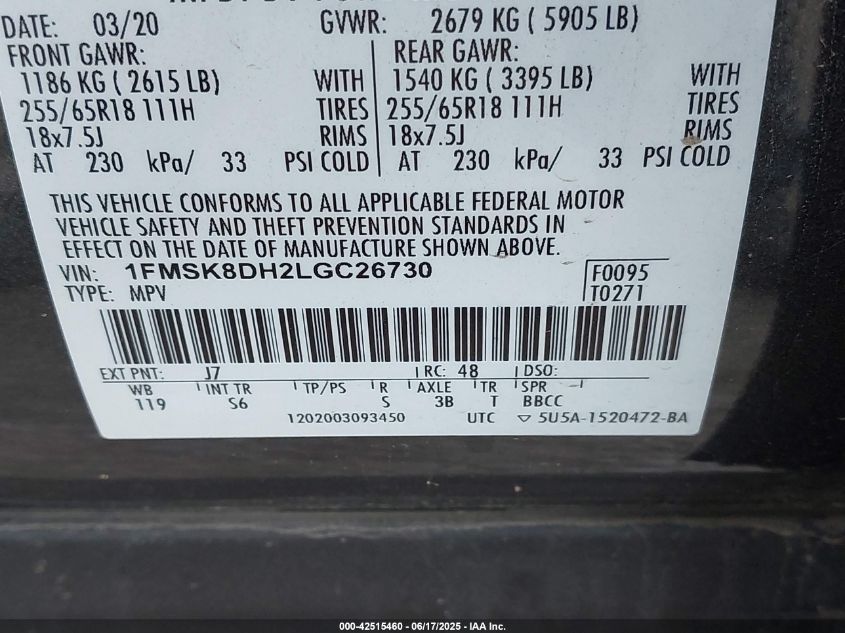 DATE: 03/20 GVWR: 2679 KG ( 5905 LB)
FRONT GAWR: REAR GAWR:
1186 KG ( 2615 LB) WITH 1540 KG ( 3395 LB) WITH
255/65R18 111H TIRES 255/65R18 111H TIRES
18x7.5J RIMS 18x7.5J RIMS
AT 230 kPa/ 33 PSI COLD AT 230 kPa/ 33 PSI COLD
THIS VEHICLE CONFORMS TO ALL APPLICABLE FEDERAL MOTOR
VEHICLE SAFETY AND THEFT PREVENTION STANDARDS IN
EFFECT ON THE DATE OF MANUFACTURE SHOWN ABOVE.
VIN: 1FMSK8DH2LGC26730 F0095
TYPE: MPV T0271
EXT PNT: J7 RC: 48 DSO:
WB INT TR TP/PS R AXLE TR SPR
119 S6 S 3B T BBCC
1202003093450 UTC 5U5A-1520472-BA
000-42515460 - 06/17/2025 - IAA Inc.